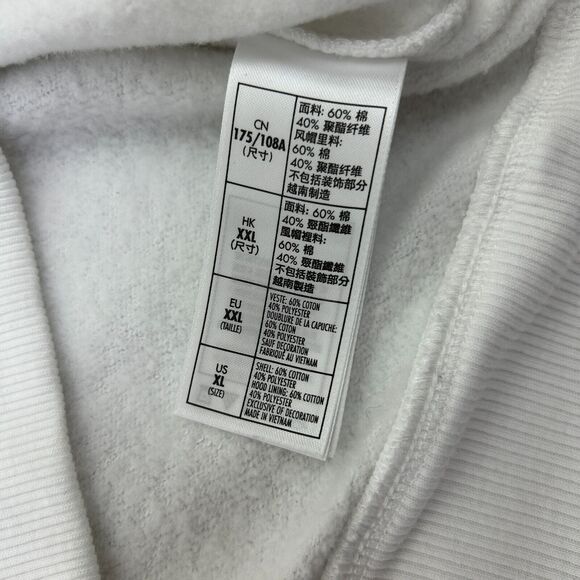 CN
175/108A
(尺寸)
面料: 60% 棉
40% 聚酯纤维
风帽里料:
60% 棉
40% 聚酯纤维
不包括装饰部分
越南制造
HK
XXL
(尺寸)
面料: 60% 棉
40% 聚酯纖維
風帽裡料:
60% 棉
40% 聚酯纖維
不包括裝飾部分
越南製造
EU
XXL
(TAILLE)
VESTE: 60% COTON
40% POLYESTER
DOUBLURE DE LA CAPUCHE:
60% COTON
40% POLYESTER
SAUF DECORATION
FABRIQUE AU VIETNAM
US
XL
(SIZE)
SHELL: 60% COTTON
40% POLYESTER
HOOD LINING: 60% COTTON
40% POLYESTER
EXCLUSIVE OF DECORATION
MADE IN VIETNAM